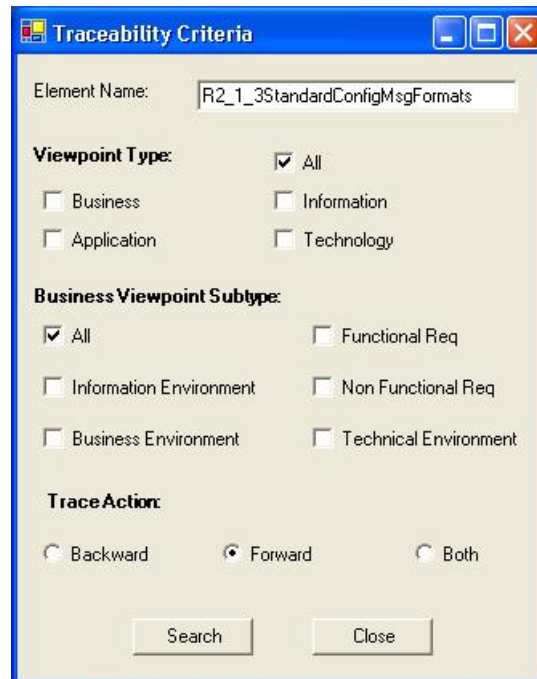 Traceability Criteria
Element Name: R2_1_3StandardConfigMsgFormats
Viewpoint Type: All
Business Information
Application Technology
Business Viewpoint Subtype:
All Functional Req
Information Environment Non Functional Req
Business Environment Technical Environment
Trace Action:
Backward Forward Both
Search Close